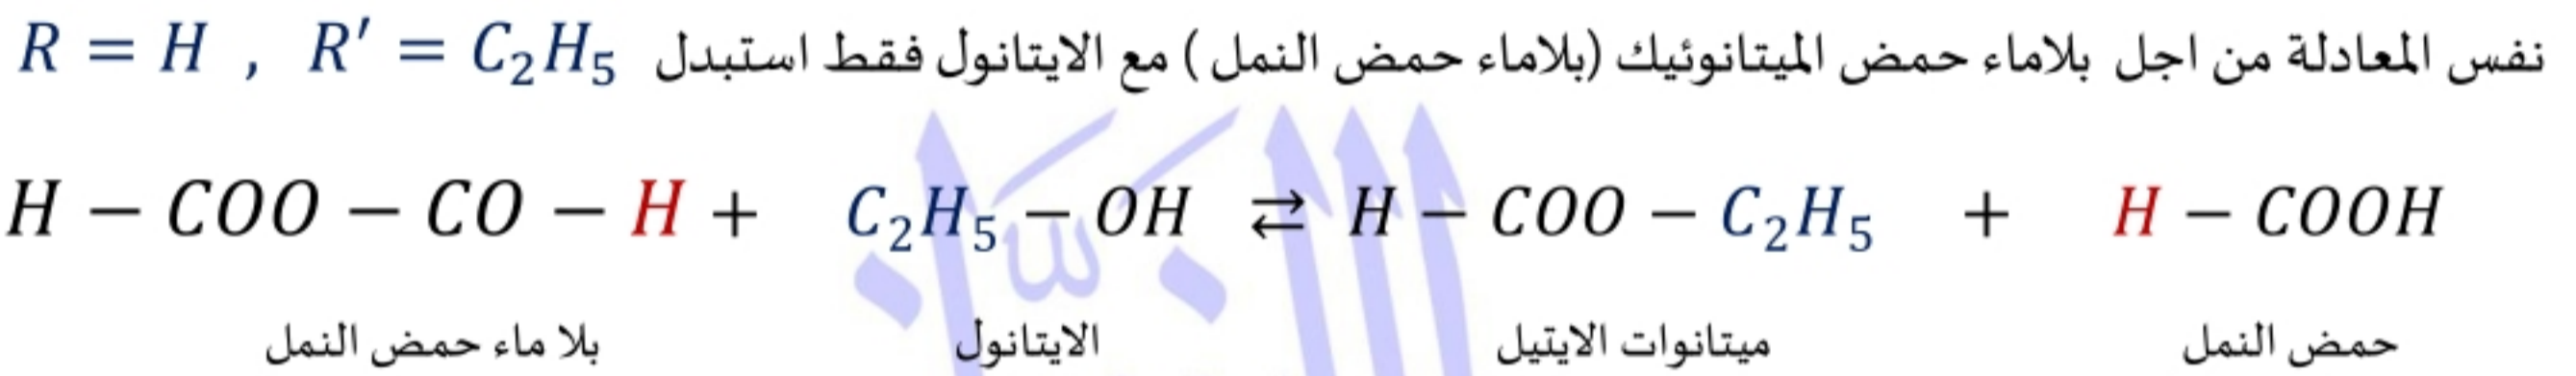 نفس المعادلة من اجل بلاماء حمض الميتانوئيك (بلاماء حمض النمل ) مع الايتانول فقط استبدل R = H , R′ = C₂H₅
H − COO − CO − H + C₂H₅ − OH ⇄ H − COO − C₂H₅ + H − COOH
بلا ماء حمض النمل الايتانول ميتانوات الايتيل حمض النمل